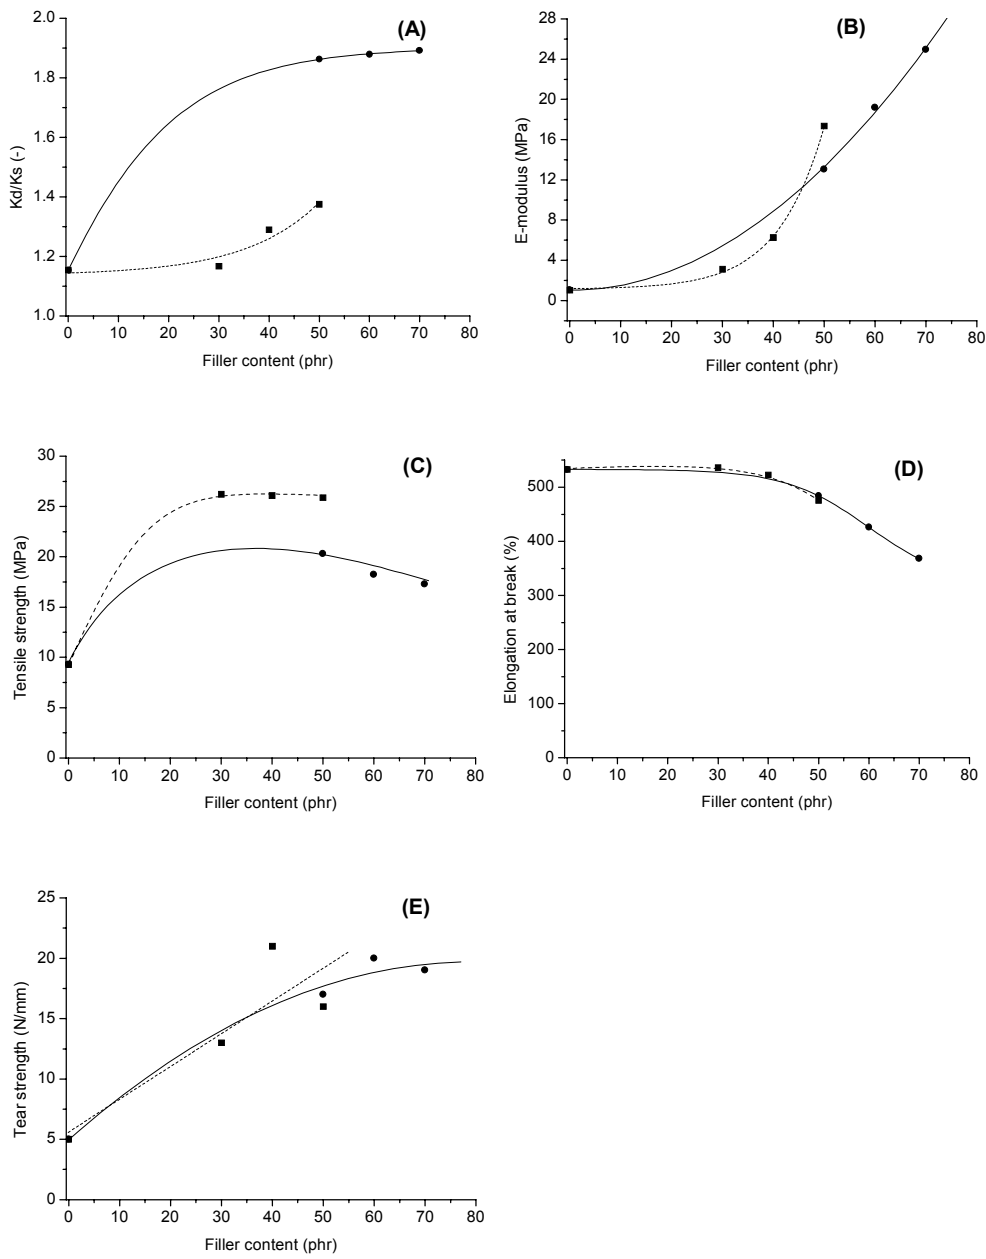 (A)
Kd/Ks (-)
2.0
1.8
1.6
1.4
1.2
1.0
0 10 20 30 40 50 60 70 80
Filler content (phr)
(B)
E-modulus (MPa)
28
24
20
16
12
8
4
0
0 10 20 30 40 50 60 70 80
Filler content (phr)
(C)
Tensile strength (MPa)
30
25
20
15
10
5
0
0 10 20 30 40 50 60 70 80
Filler content (phr)
(D)
Elongation at break (%)
500
400
300
200
100
0
0 10 20 30 40 50 60 70 80
Filler content (phr)
(E)
Tear strength (N/mm)
25
20
15
10
5
0
0 10 20 30 40 50 60 70 80
Filler content (phr)